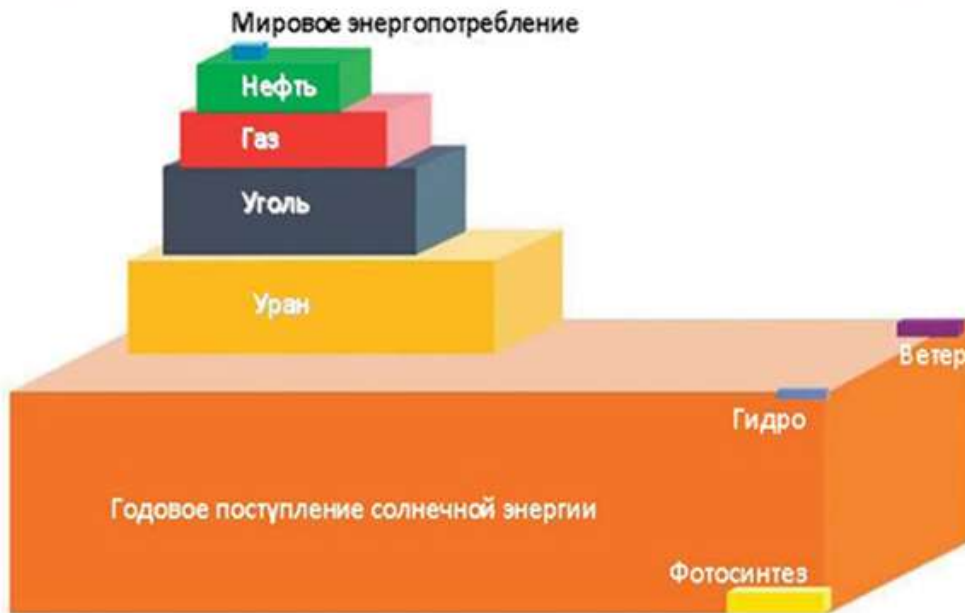 Мировое энергопотребление
Нефть
Газ
Уголь
Уран
Ветер
Гидро
Годовое поступление солнечной энергии
Фотосинтез